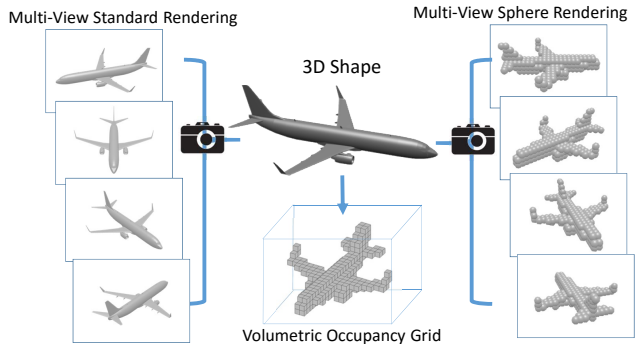 Multi-View Standard Rendering
Multi-View Sphere Rendering
3D Shape
Volumetric Occupancy Grid